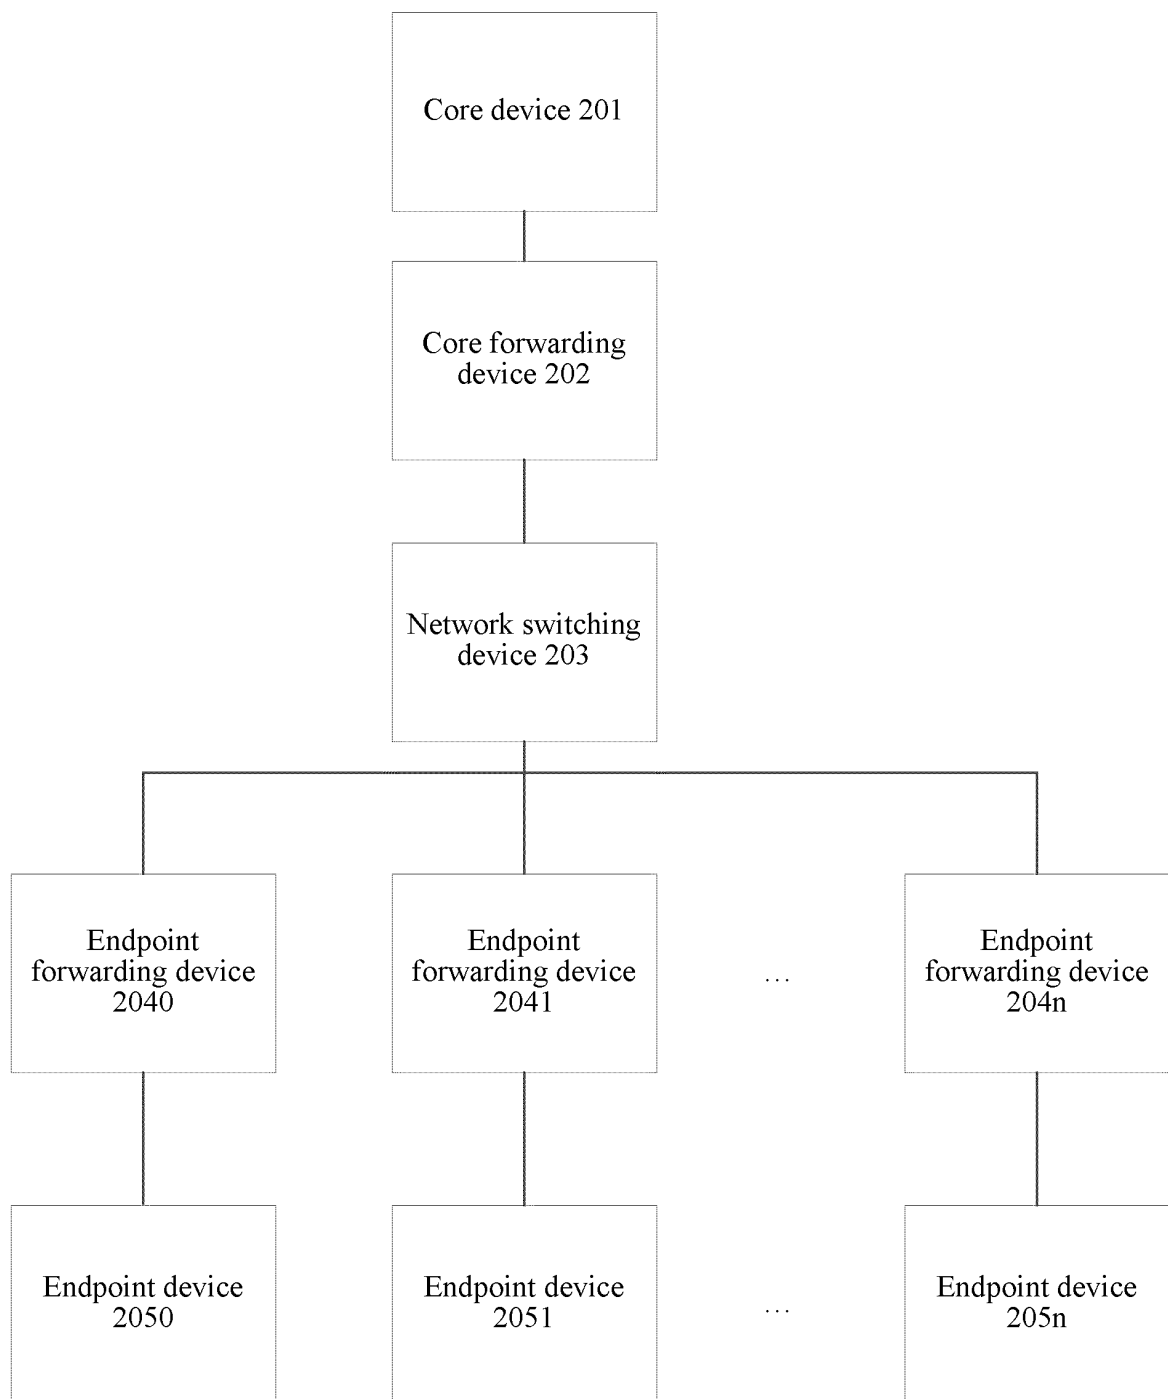 Core device 201
Core forwarding
device 202
Network switching
device 203
Endpoint
forwarding device
2040
Endpoint
forwarding device
2041
...
Endpoint
forwarding device
204n
Endpoint device
2050
Endpoint device
2051
...
Endpoint device
205n